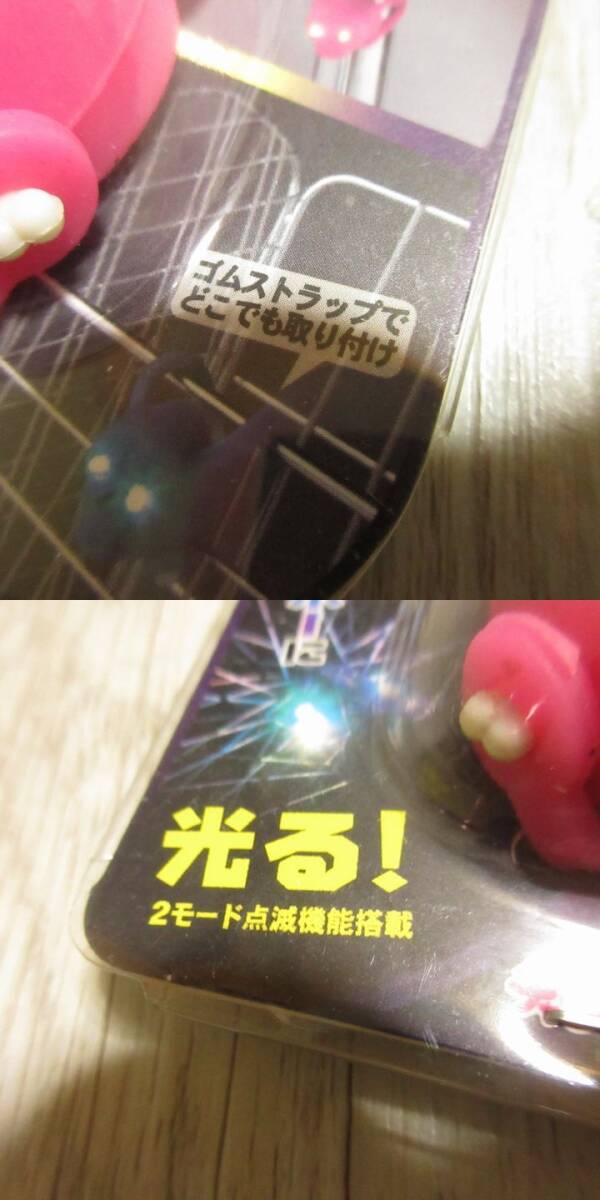 ゴムストラップで
どこでも取り付け
に
光る!
2モード点滅機能搭載